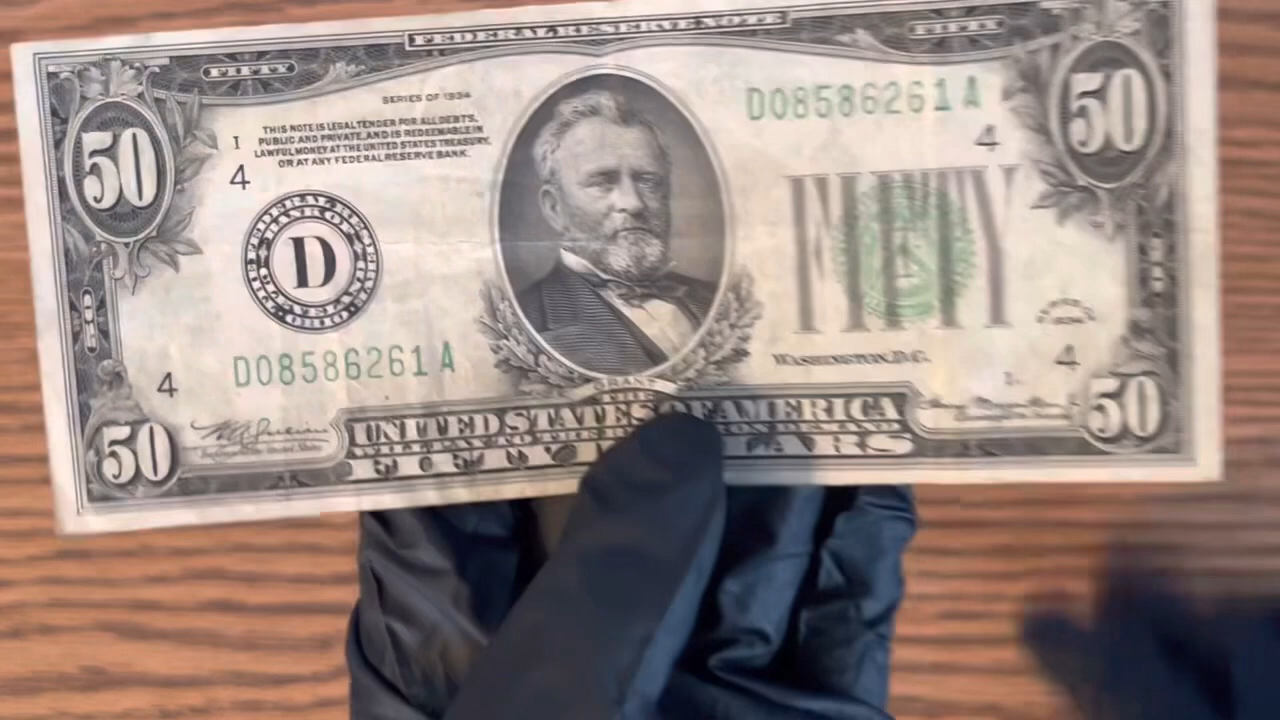 FEDERAL RESERVE NOTE
FIFTY
FIFTY
50
50
SERIES OF 1934
D08586261A
THIS NOTE IS LEGAL TENDER FOR ALL DEBTS,
PUBLIC AND PRIVATE, AND IS REDEEMABLE IN
LAWFUL MONEY AT THE UNITED STATES TREASURY,
OR AT ANY FEDERAL RESERVE BANK.
I
4
4
D
FIFTY
WASHINGTON, D.C.
D08586261A
4
4
GRANT
50
50
UNITED STATES OF AMERICA